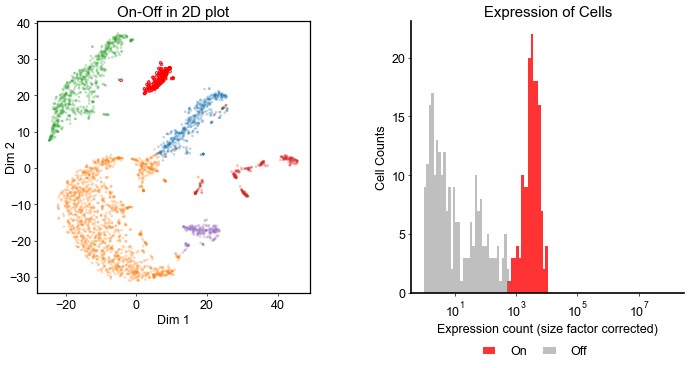 On-Off in 2D plot
40
30
20
10
0
−10
−20
−30
Dim 2
−20
0
20
40
Dim 1
Expression of Cells
20
15
10
5
0
Cell Counts
10¹
10³
10⁵
10⁷
Expression count (size factor corrected)
On
Off